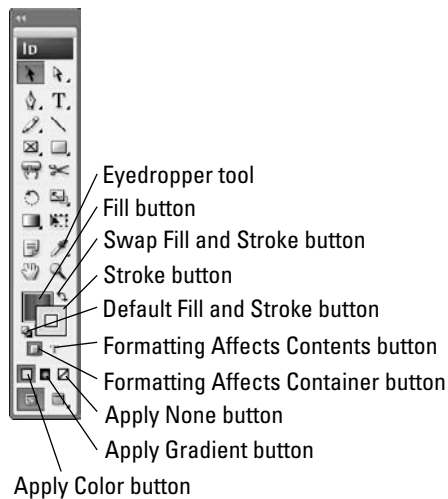 ID
T
Eyedropper tool
Fill button
Swap Fill and Stroke button
Stroke button
Default Fill and Stroke button
T
Formatting Affects Contents button
Formatting Affects Container button
Apply None button
Apply Gradient button
Apply Color button